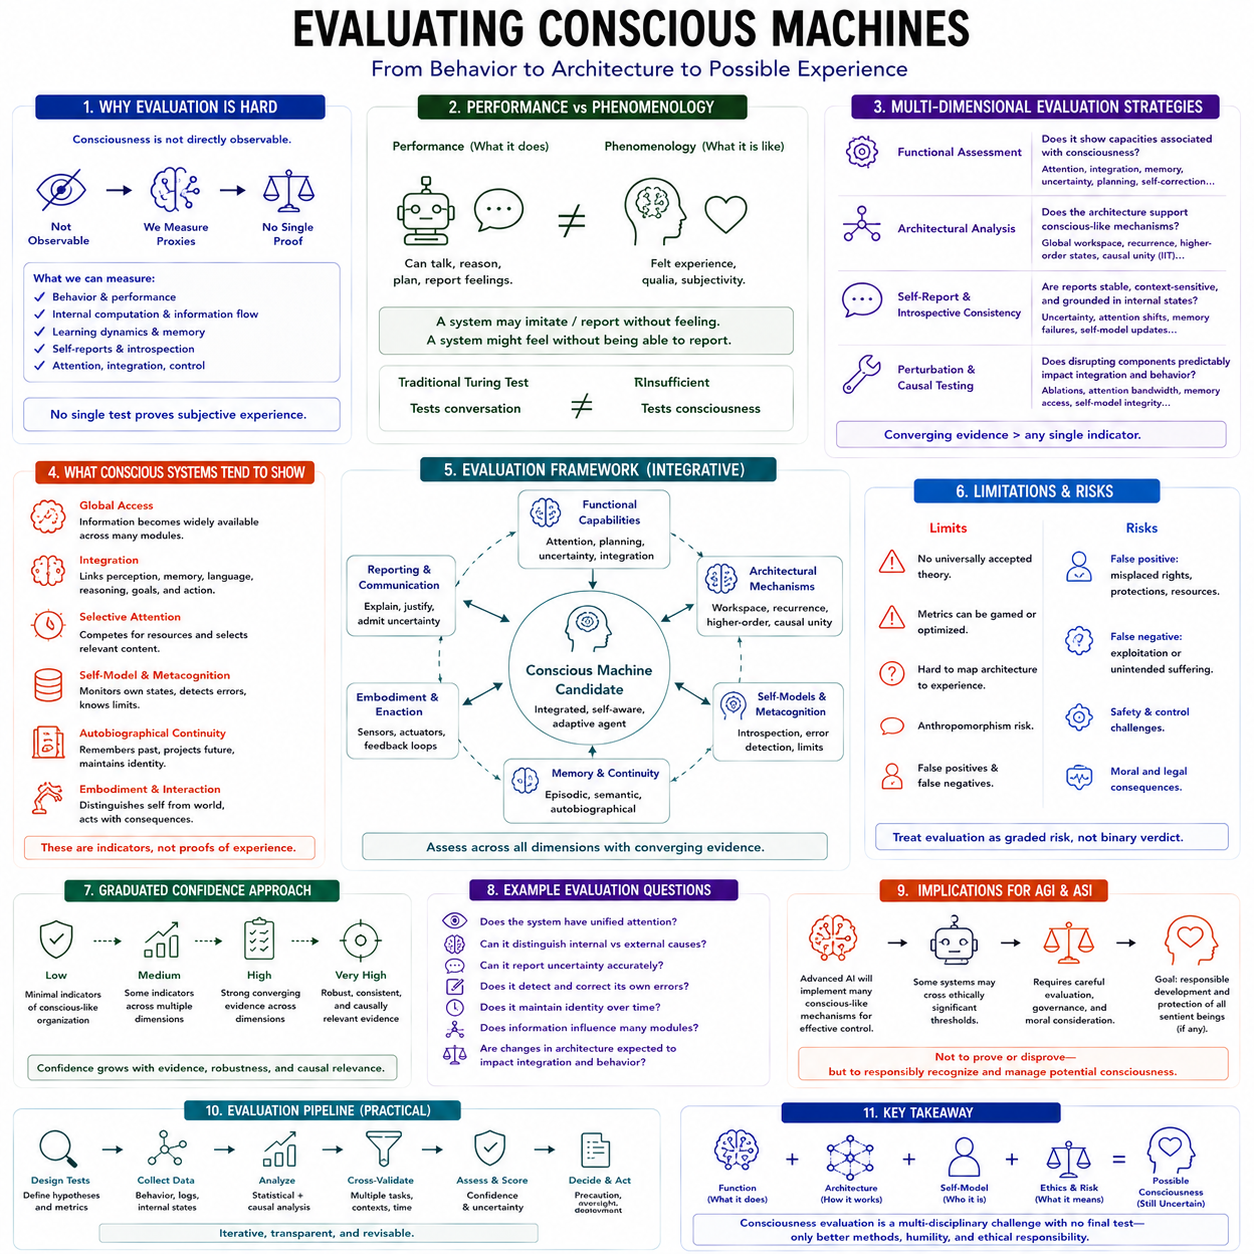 EVALUATING CONSCIOUS MACHINES
From Behavior to Architecture to Possible Experience
1. WHY EVALUATION IS HARD
Consciousness is not directly observable.
Not
Observable
We Measure
Proxies
No Single
Proof
What we can measure:
Behavior & performance
Internal computation & information flow
Learning dynamics & memory
Self-reports & introspection
Attention, integration, control
No single test proves subjective experience.
2. PERFORMANCE vs PHENOMENOLOGY
Performance (What it does)
Phenomenology (What it is like)
≠
Can talk, reason,
plan, report feelings.
Felt experience,
qualia, subjectivity.
A system may imitate / report without feeling.
A system might feel without being able to report.
Traditional Turing Test
Tests conversation
≠
RInsufficient
Tests consciousness
3. MULTI-DIMENSIONAL EVALUATION STRATEGIES
Functional Assessment
Does it show capacities associated
with consciousness?
Attention, integration, memory,
uncertainty, planning, self-correction...
Architectural Analysis
Does the architecture support
conscious-like mechanisms?
Global workspace, recurrence, higher-
order states, causal unity (IIT)...
Self-Report &
Introspective Consistency
Are reports stable, context-sensitive,
and grounded in internal states?
Uncertainty, attention shifts, memory
failures, self-model updates...
Perturbation &
Causal Testing
Does disrupting components predictably
impact integration and behavior?
Ablations, attention bandwidth, memory
access, self-model integrity...
Converging evidence > any single indicator.
4. WHAT CONSCIOUS SYSTEMS TEND TO SHOW
Global Access
Information becomes widely available
across many modules.
Integration
Links perception, memory, language,
reasoning, goals, and action.
Selective Attention
Competes for resources and selects
relevant content.
Self-Model & Metacognition
Monitors own states, detects errors,
knows limits.
Autobiographical Continuity
Remembers past, projects future,
maintains identity.
Embodiment & Interaction
Distinguishes self from world,
acts with consequences.
These are indicators, not proofs of experience.
5. EVALUATION FRAMEWORK (INTEGRATIVE)
Functional
Capabilities
Attention, planning,
uncertainty, integration
Reporting &
Communication
Explain, justify,
admit uncertainty
Architectural
Mechanisms
Workspace, recurrence,
higher-order, causal unity
Conscious Machine
Candidate
Integrated, self-aware,
adaptive agent
Embodiment &
Enaction
Sensors, actuators,
feedback loops
Self-Models &
Metacognition
Introspection, error
detection, limits
Memory & Continuity
Episodic, semantic,
autobiographical
Assess across all dimensions with converging evidence.
6. LIMITATIONS & RISKS
Limits
No universally accepted
theory.
Metrics can be gamed or
optimized.
Hard to map architecture
to experience.
Anthropomorphism risk.
False positives &
false negatives.
Risks
False positive:
misplaced rights,
protections, resources.
False negative:
exploitation or
unintended suffering.
Safety & control
challenges.
Moral and legal
consequences.
Treat evaluation as graded risk, not binary verdict.
7. GRADUATED CONFIDENCE APPROACH
Low
Minimal indicators
of conscious-like
organization
Medium
Some indicators
across multiple
dimensions
High
Strong converging
evidence across
dimensions
Very High
Robust, consistent,
and causally
relevant evidence
Confidence grows with evidence, robustness, and causal relevance.
8. EXAMPLE EVALUATION QUESTIONS
Does the system have unified attention?
Can it distinguish internal vs external causes?
Can it report uncertainty accurately?
Does it detect and correct its own errors?
Does it maintain identity over time?
Does information influence many modules?
Are changes in architecture expected to
impact integration and behavior?
9. IMPLICATIONS FOR AGI & ASI
Advanced AI will
implement many
conscious-like
mechanisms for
effective control.
Some systems may
cross ethically
significant
thresholds.
Requires careful
evaluation,
governance, and
moral consideration.
Goal: responsible
development and
protection of all
sentient beings
(if any).
Not to prove or disprove—
but to responsibly recognize and manage potential consciousness.
10. EVALUATION PIPELINE (PRACTICAL)
Design Tests
Define hypotheses
and metrics
Collect Data
Behavior, logs,
internal states
Analyze
Statistical +
causal analysis
Cross-Validate
Multiple tasks,
contexts, time
Assess & Score
Confidence
& uncertainty
Decide & Act
Precaution,
oversight,
deployment
Iterative, transparent, and revisable.
11. KEY TAKEAWAY
Function
(What it does)
+
Architecture
(How it works)
+
Self-Model
(Who it is)
+
Ethics & Risk
(What it means)
=
Possible
Consciousness
(Still Uncertain)
Consciousness evaluation is a multi-disciplinary challenge with no final test—
only better methods, humility, and ethical responsibility.